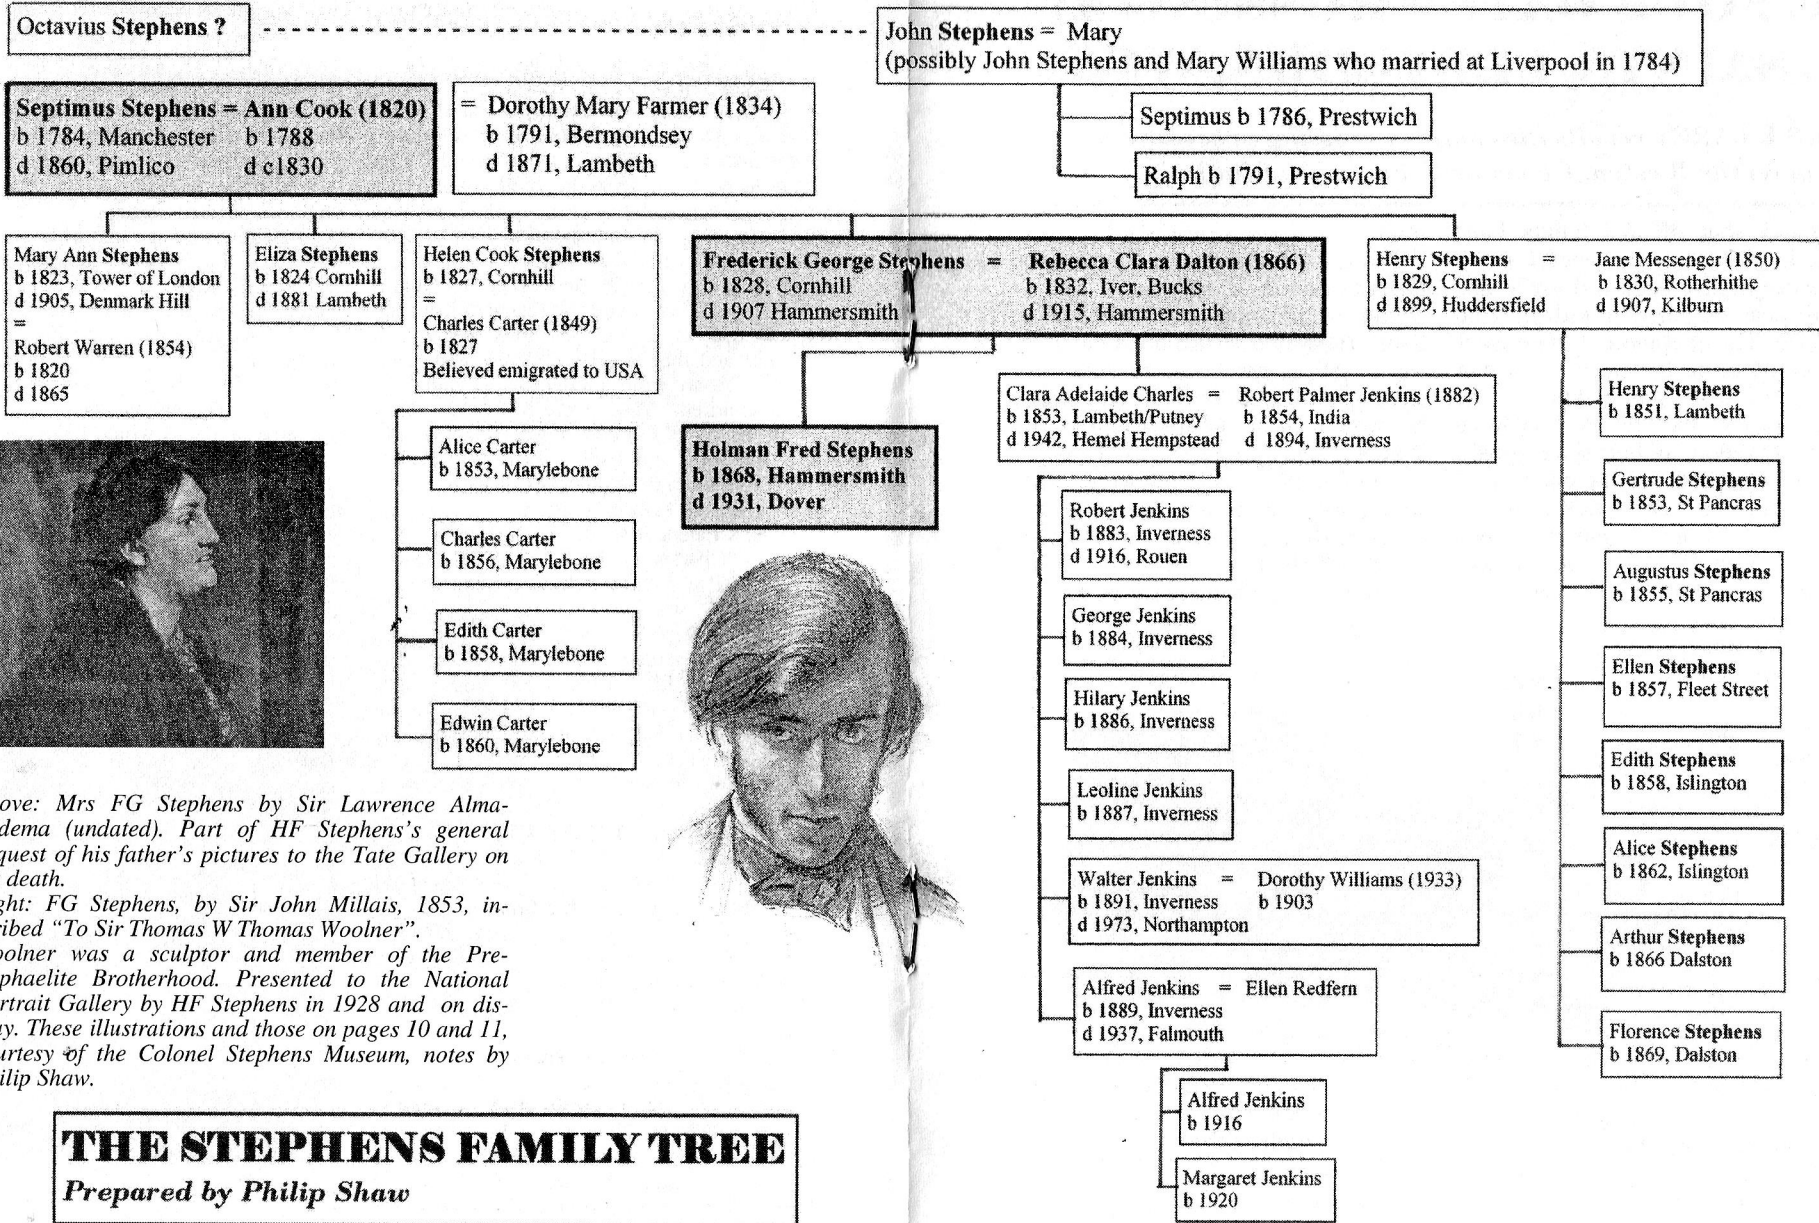 Octavius Stephens ?
John Stephens = Mary
(possibly John Stephens and Mary Williams who married at Liverpool in 1784)
Septimus b 1786, Prestwich
Ralph b 1791, Prestwich
Septimus Stephens = Ann Cook (1820)
b 1784, Manchester b 1788
d 1860, Pimlico d c1830
= Dorothy Mary Farmer (1834)
b 1791, Bermondsey
d 1871, Lambeth
Mary Ann Stephens
b 1823, Tower of London
d 1905, Denmark Hill
=
Robert Warren (1854)
b 1820
d 1865
Eliza Stephens
b 1824 Cornhill
d 1881 Lambeth
Helen Cook Stephens
b 1827, Cornhill
=
Charles Carter (1849)
b 1827
Believed emigrated to USA
Frederick George Stephens = Rebecca Clara Dalton (1866)
b 1828, Cornhill b 1832, Iver, Bucks
d 1907 Hammersmith d 1915, Hammersmith
Henry Stephens = Jane Messenger (1850)
b 1829, Cornhill b 1830, Rotherhithe
d 1899, Huddersfield d 1907, Kilburn
Alice Carter
b 1853, Marylebone
Charles Carter
b 1856, Marylebone
Edith Carter
b 1858, Marylebone
Edwin Carter
b 1860, Marylebone
Holman Fred Stephens
b 1868, Hammersmith
d 1931, Dover
Clara Adelaide Charles = Robert Palmer Jenkins (1882)
b 1853, Lambeth/Putney b 1854, India
d 1942, Hemel Hempstead d 1894, Inverness
Robert Jenkins
b 1883, Inverness
d 1916, Rouen
George Jenkins
b 1884, Inverness
Hilary Jenkins
b 1886, Inverness
Leoline Jenkins
b 1887, Inverness
Walter Jenkins = Dorothy Williams (1933)
b 1891, Inverness b 1903
d 1973, Northampton
Alfred Jenkins = Ellen Redfern
b 1889, Inverness
d 1937, Falmouth
Alfred Jenkins
b 1916
Margaret Jenkins
b 1920
Henry Stephens
b 1851, Lambeth
Gertrude Stephens
b 1853, St Pancras
Augustus Stephens
b 1855, St Pancras
Ellen Stephens
b 1857, Fleet Street
Edith Stephens
b 1858, Islington
Alice Stephens
b 1862, Islington
Arthur Stephens
b 1866 Dalston
Florence Stephens
b 1869, Dalston
ove: Mrs FG Stephens by Sir Lawrence Alma-
dema (undated). Part of HF Stephens's general
quest of his father's pictures to the Tate Gallery on
death.
ght: FG Stephens, by Sir John Millais, 1853, in-
ribed "To Sir Thomas W Thomas Woolner".
oolner was a sculptor and member of the Pre-
phaelite Brotherhood. Presented to the National
rtrait Gallery by HF Stephens in 1928 and on dis-
ay. These illustrations and those on pages 10 and 11,
urtesy of the Colonel Stephens Museum, notes by
ilip Shaw.
THE STEPHENS FAMILY TREE
Prepared by Philip Shaw